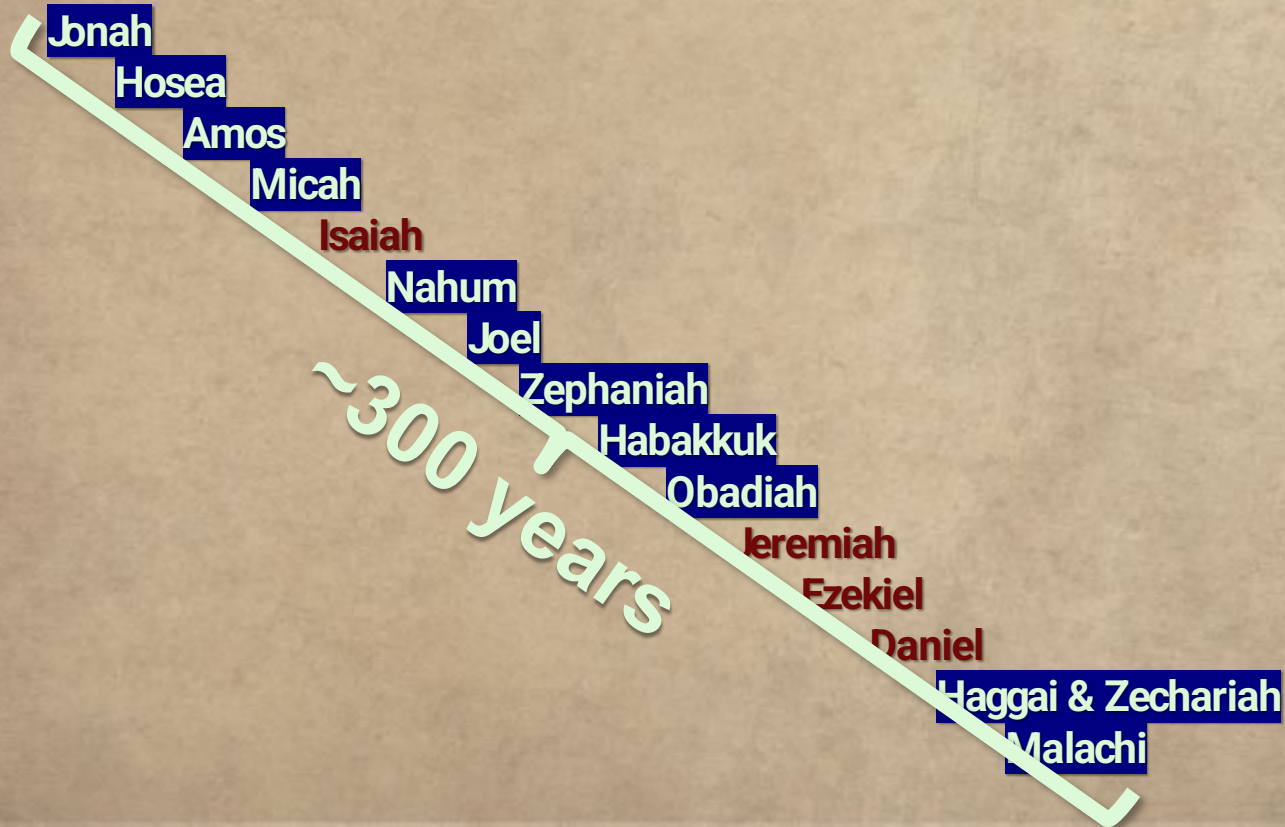 Jonah
Hosea
Amos
Micah
Isaiah
Nahum
Joel
Zephaniah
Habakkuk
Obadiah
Jeremiah
Ezekiel
Daniel
Haggai & Zechariah
Malachi
~300 years